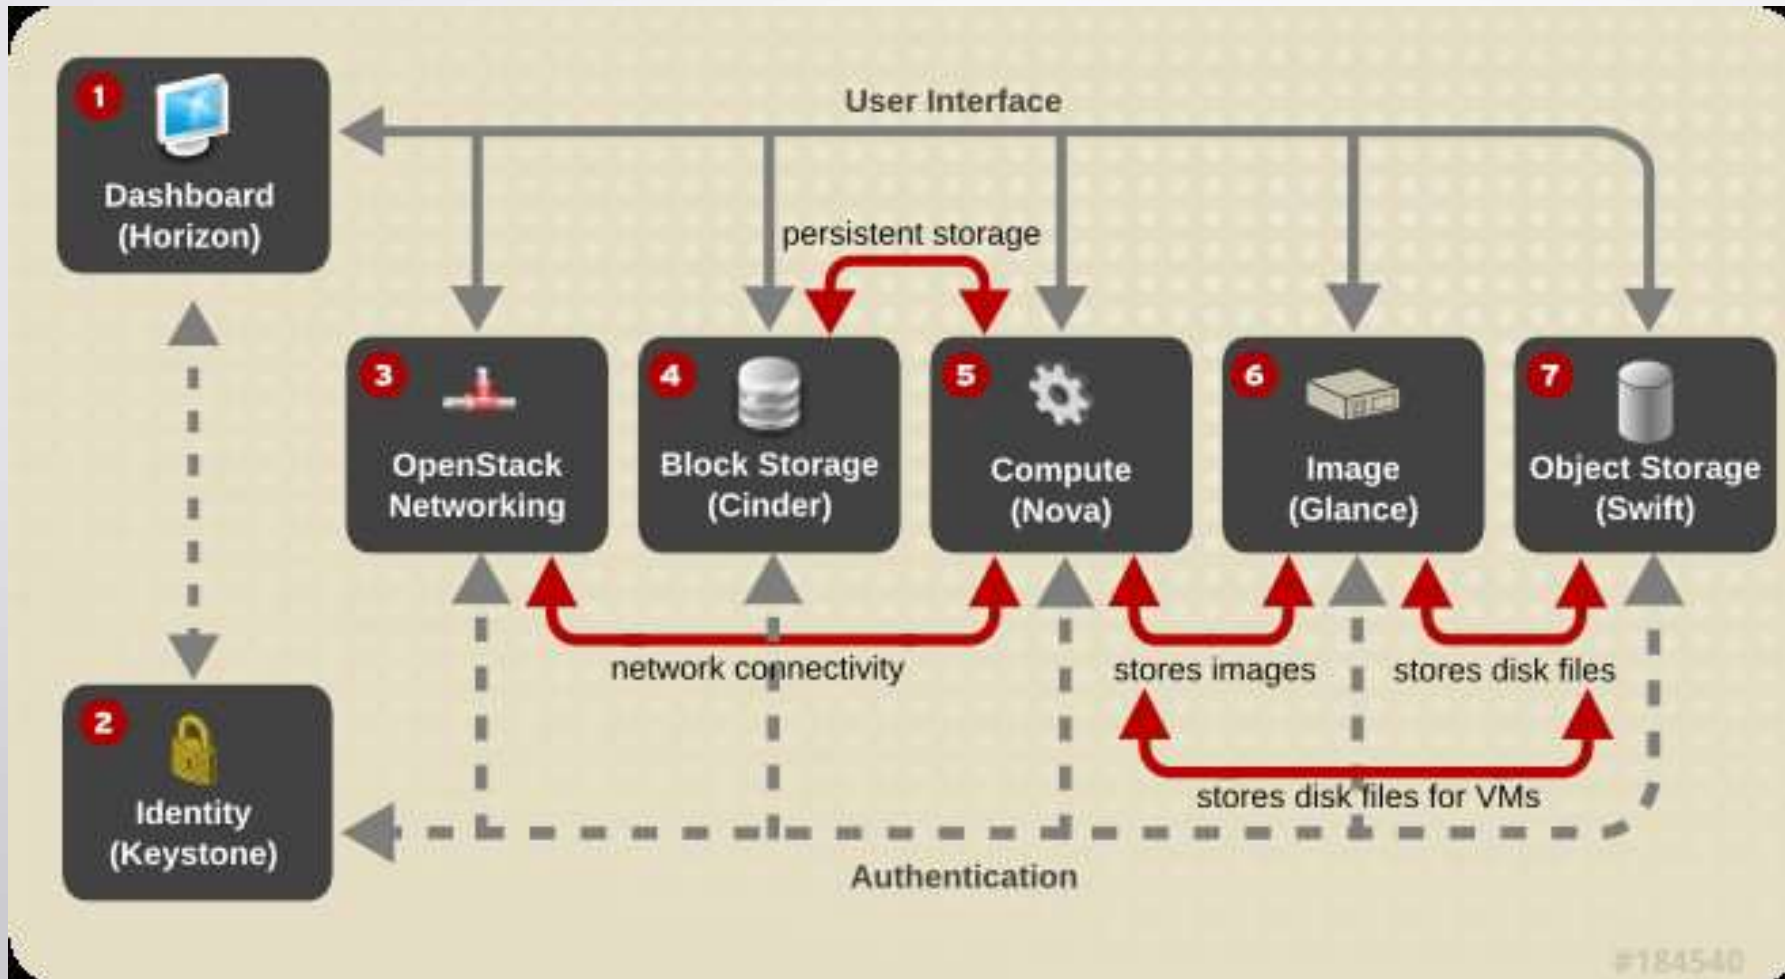 1
Dashboard
(Horizon)
User Interface
persistent storage
3
OpenStack
Networking
4
Block Storage
(Cinder)
5
Compute
(Nova)
6
Image
(Glance)
7
Object Storage
(Swift)
network connectivity
stores images
stores disk files
2
Identity
(Keystone)
stores disk files for VMs
Authentication
#184540